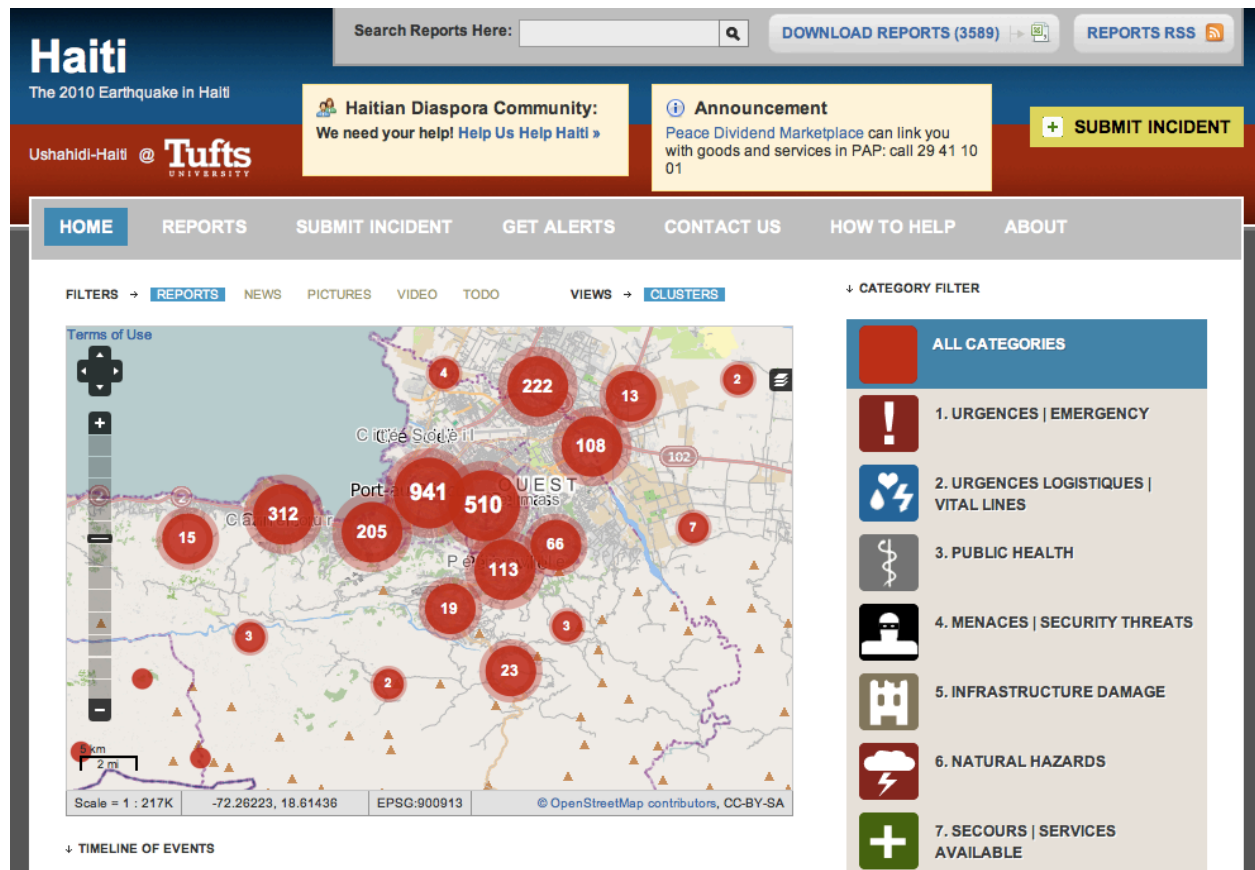 Search Reports Here:
DOWNLOAD REPORTS (3589)
REPORTS RSS
Haiti
The 2010 Earthquake in Haiti
Haitian Diaspora Community:
We need your help! Help Us Help Haiti »
Announcement
Peace Dividend Marketplace can link you
with goods and services in PAP: call 29 41 10
01
SUBMIT INCIDENT
Ushahidi-Haiti @ Tufts
UNIVERSITY
HOME REPORTS SUBMIT INCIDENT GET ALERTS CONTACT US HOW TO HELP ABOUT
FILTERS → REPORTS NEWS PICTURES VIDEO TODO VIEWS → CLUSTERS
↓ CATEGORY FILTER
Terms of Use
4
222
13
2
108
102
941
OUEST
510
Port-
312
205
15
7
66
113
19
3
3
23
2
5 km
2 mi
Scale = 1 : 217K
-72.26223, 18.61436
EPSG:900913
© OpenStreetMap contributors, CC-BY-SA
↓ TIMELINE OF EVENTS
ALL CATEGORIES
1. URGENCES | EMERGENCY
2. URGENCES LOGISTIQUES |
VITAL LINES
3. PUBLIC HEALTH
4. MENACES | SECURITY THREATS
5. INFRASTRUCTURE DAMAGE
6. NATURAL HAZARDS
7. SECOURS | SERVICES
AVAILABLE